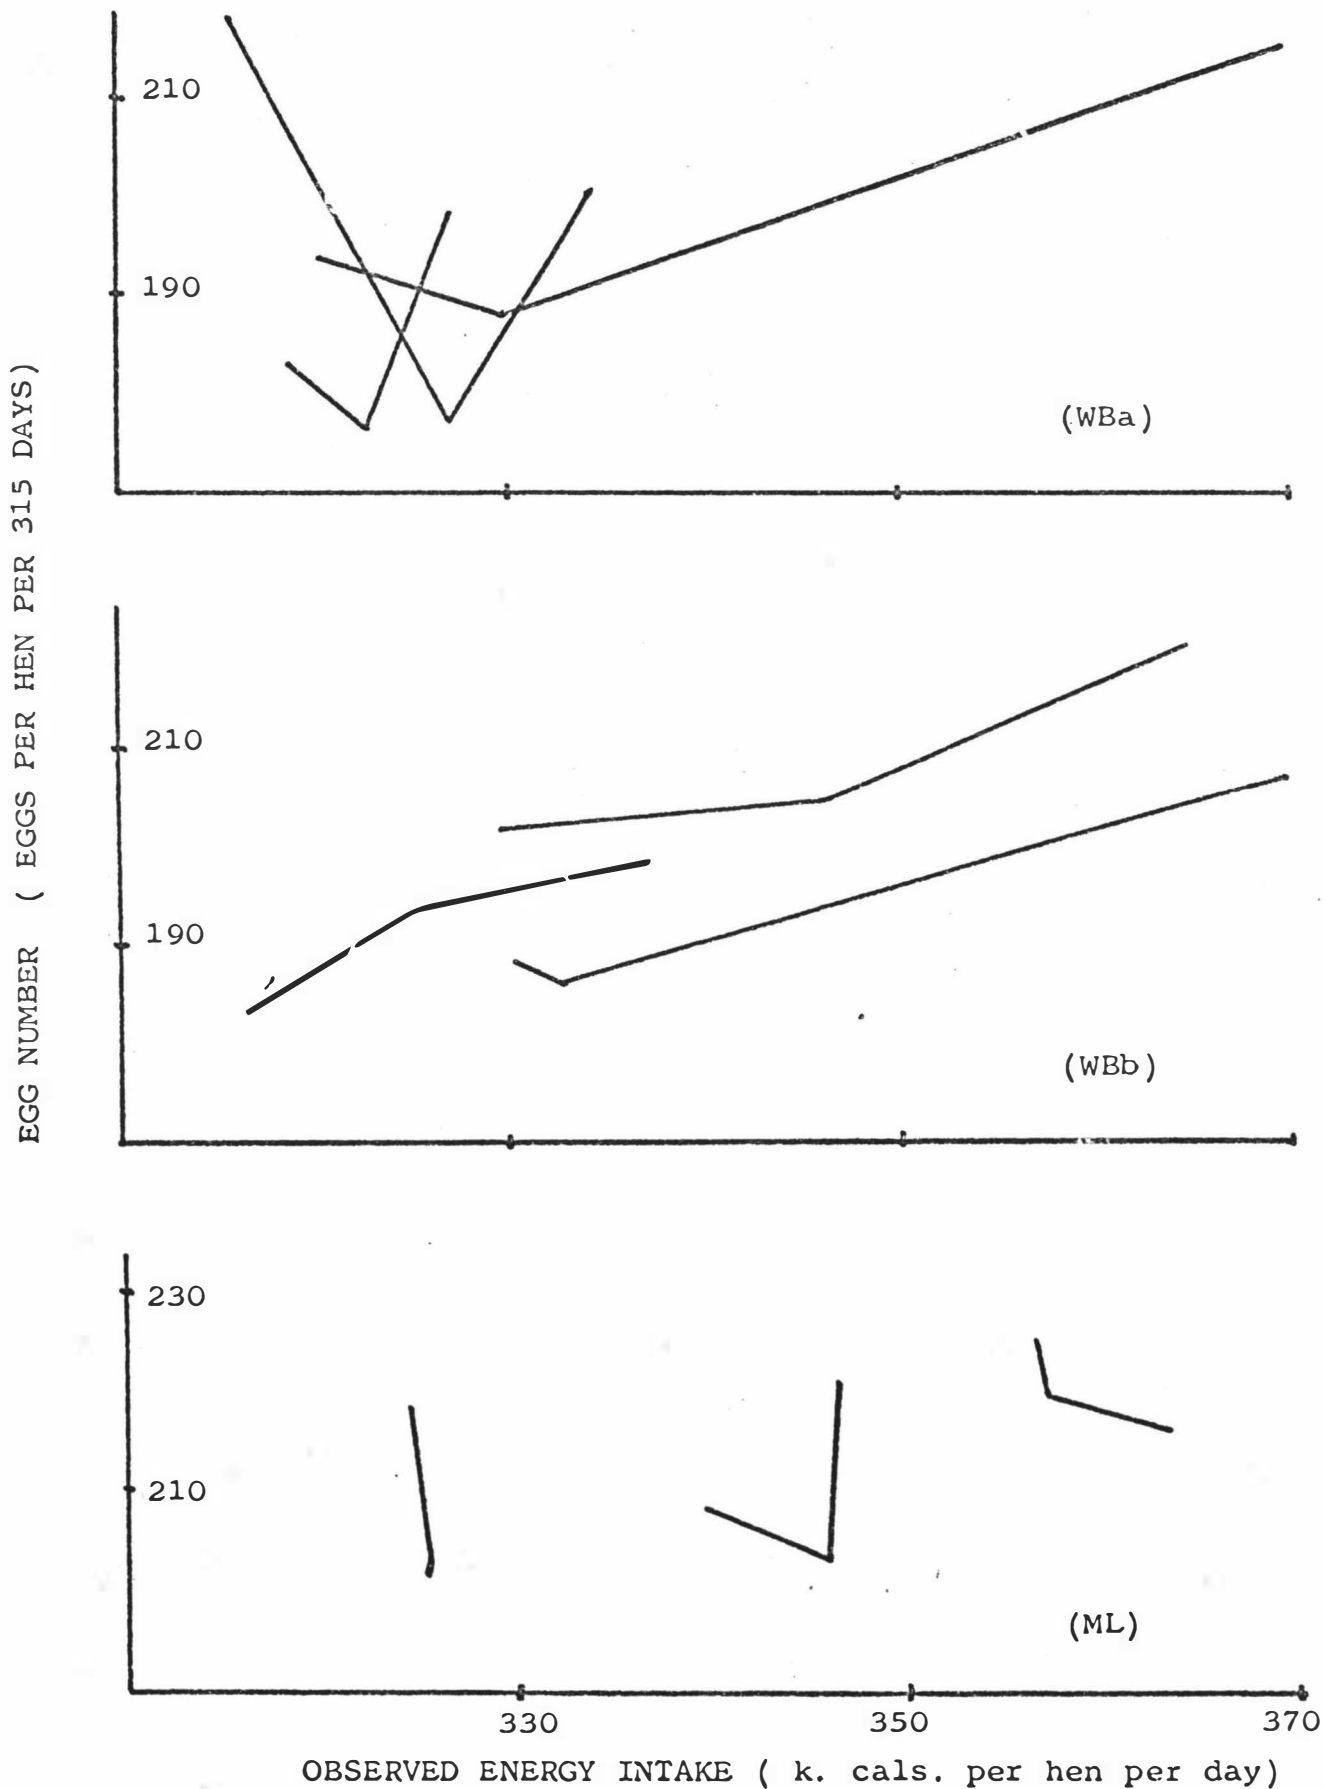 210
190
(WBa)
210
190
(WBb)
230
210
(ML)
330 350 370
OBSERVED ENERGY INTAKE ( k. cals. per hen per day)
EGG NUMBER ( EGGS PER HEN PER 315 DAYS)